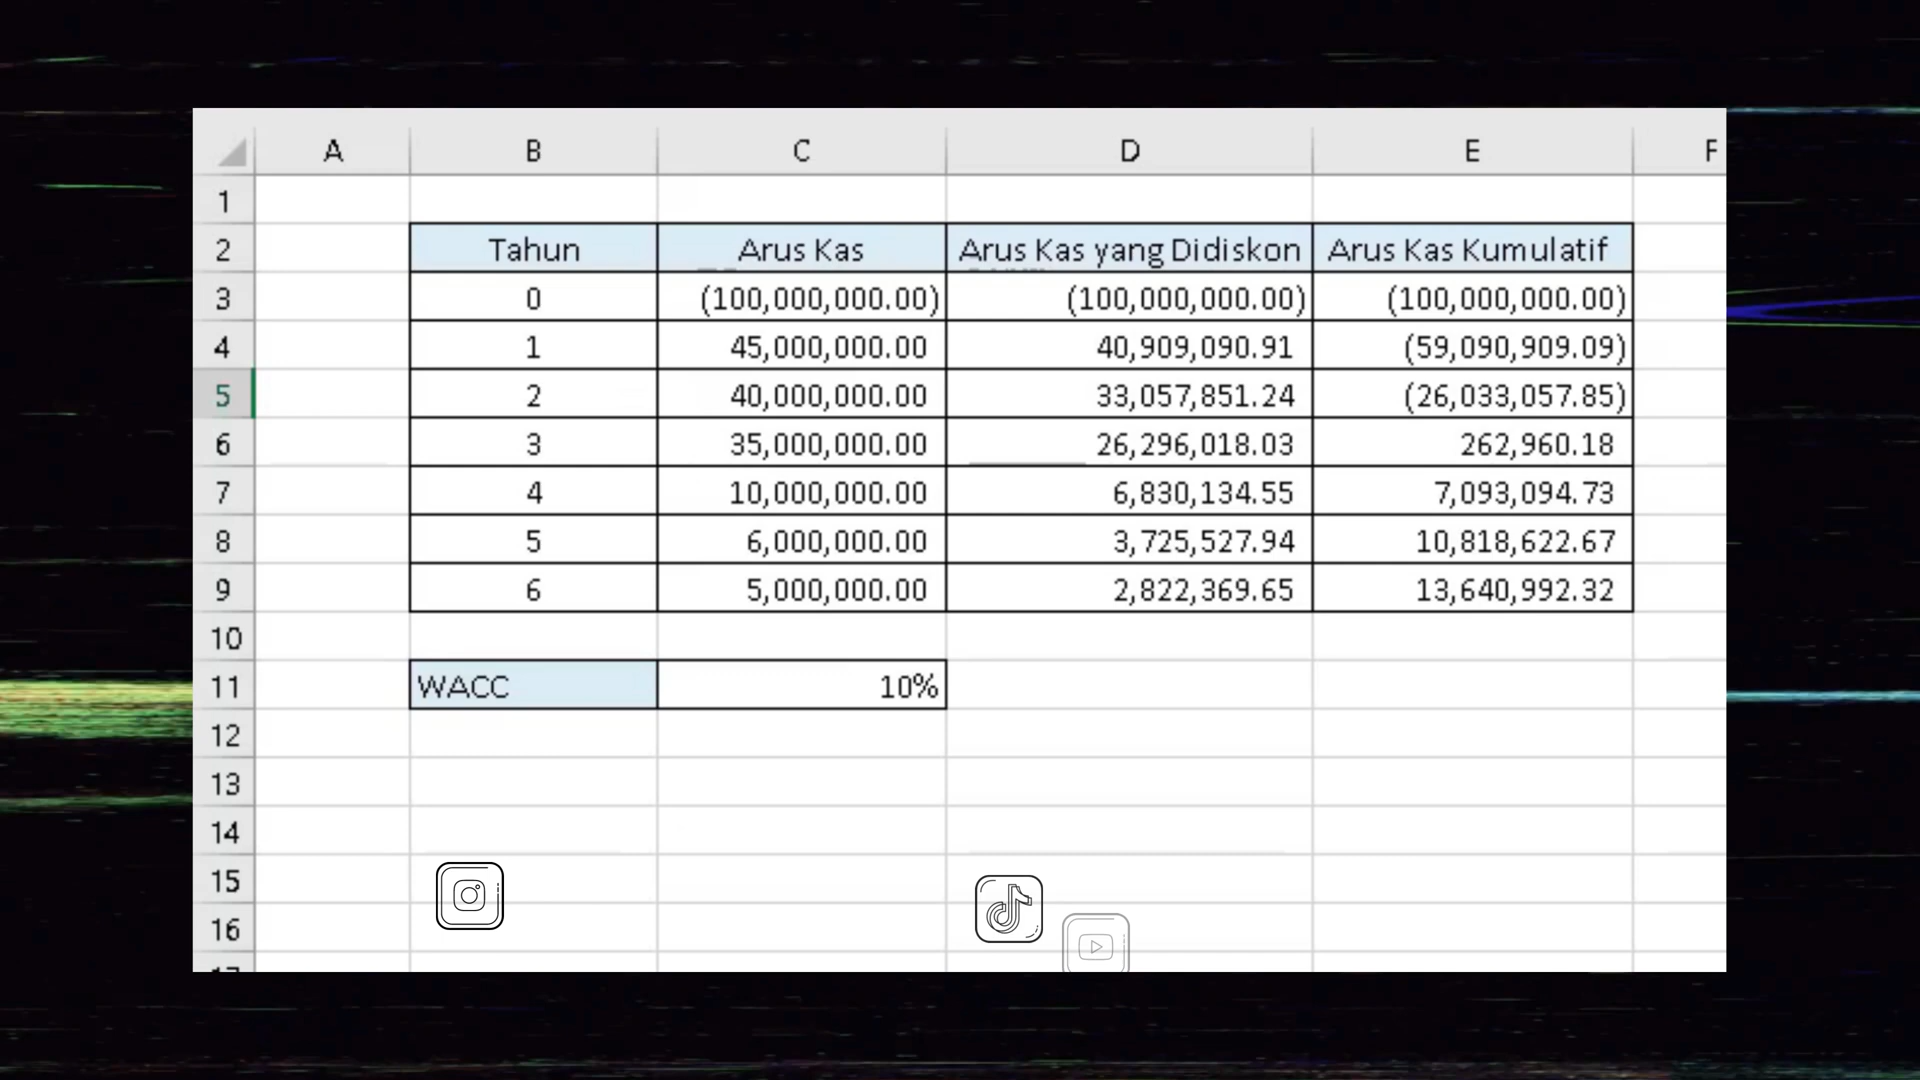 A B C D E F
1
2 Tahun Arus Kas Arus Kas yang Didiskon Arus Kas Kumulatif
3 0 (100,000,000.00) (100,000,000.00) (100,000,000.00)
4 1 45,000,000.00 40,909,090.91 (59,090,909.09)
5 2 40,000,000.00 33,057,851.24 (26,033,057.85)
6 3 35,000,000.00 26,296,018.03 262,960.18
7 4 10,000,000.00 6,830,134.55 7,093,094.73
8 5 6,000,000.00 3,725,527.94 10,818,622.67
9 6 5,000,000.00 2,822,369.65 13,640,992.32
10
11 WACC 10%
12
13
14
15
16